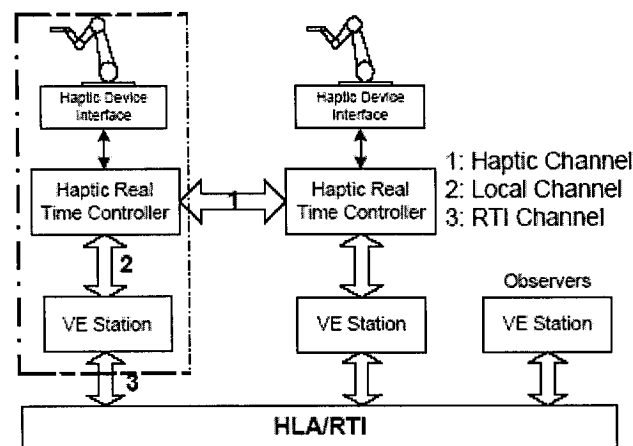 Haptic Device
Interface
Haptic Device
Interface
Haptic Real
Time Controller
1
Haptic Real
Time Controller
1: Haptic Channel
2: Local Channel
3: RTI Channel
2
Observers
VE Station
VE Station
VE Station
3
HLA/RTI